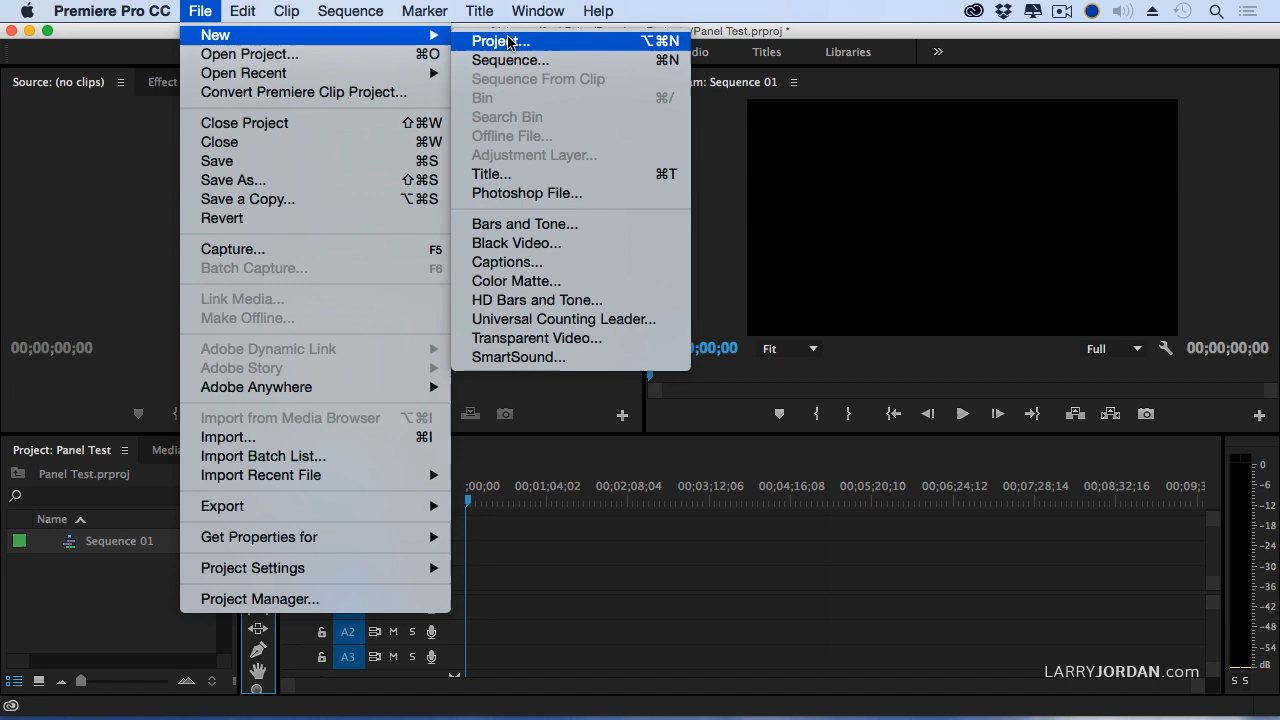 Premiere Pro CC File Edit Clip Sequence Marker Title Window Help
/Panel Test.prproj *
Titles Libraries
Source: (no clips) Effect
Sequence 01
New
Open Project... ⌘O
Open Recent
Convert Premiere Clip Project...
Close Project ⇧⌘W
Close ⌘W
Save ⌘S
Save As... ⇧⌘S
Save a Copy... ⌥⌘S
Revert
Capture... F5
Batch Capture... F6
Link Media...
Make Offline...
Adobe Dynamic Link
Adobe Story
Adobe Anywhere
Import from Media Browser ⌥⌘I
Import... ⌘I
Import Batch List...
Import Recent File
Export
Get Properties for
Project Settings
Project Manager...
Project... ⌥⌘N
Sequence... ⌘N
Sequence From Clip
Bin ⌘/
Search Bin
Offline File...
Adjustment Layer...
Title... ⌘T
Photoshop File...
Bars and Tone...
Black Video...
Captions...
Color Matte...
HD Bars and Tone...
Universal Counting Leader...
Transparent Video...
SmartSound...
00;00;00;00
;00;00 Fit Full 00;00;00;00
Project: Panel Test Media
Panel Test.prproj
Name
Sequence 01
;00;00 00;01;04;02 00;02;08;04 00;03;12;06 00;04;16;08 00;05;20;10 00;06;24;12 00;07;28;14 00;08;32;16 00;09;3
0
-6
-12
-18
-24
-30
-36
-42
-48
-54
dB
S S
A2 M S
A3 M S
LARRYJORDAN.com